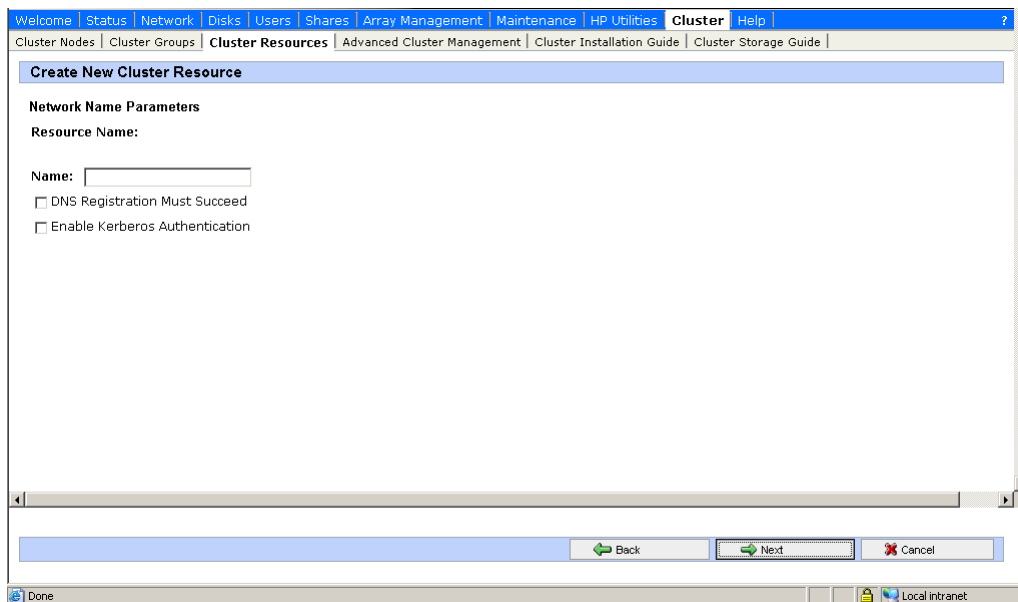 Welcome | Status | Network | Disks | Users | Shares | Array Management | Maintenance | HP Utilities | Cluster | Help | ?
Cluster Nodes | Cluster Groups | Cluster Resources | Advanced Cluster Management | Cluster Installation Guide | Cluster Storage Guide |
Create New Cluster Resource
Network Name Parameters
Resource Name:
Name:
DNS Registration Must Succeed
Enable Kerberos Authentication
Back Next Cancel
Done Local intranet